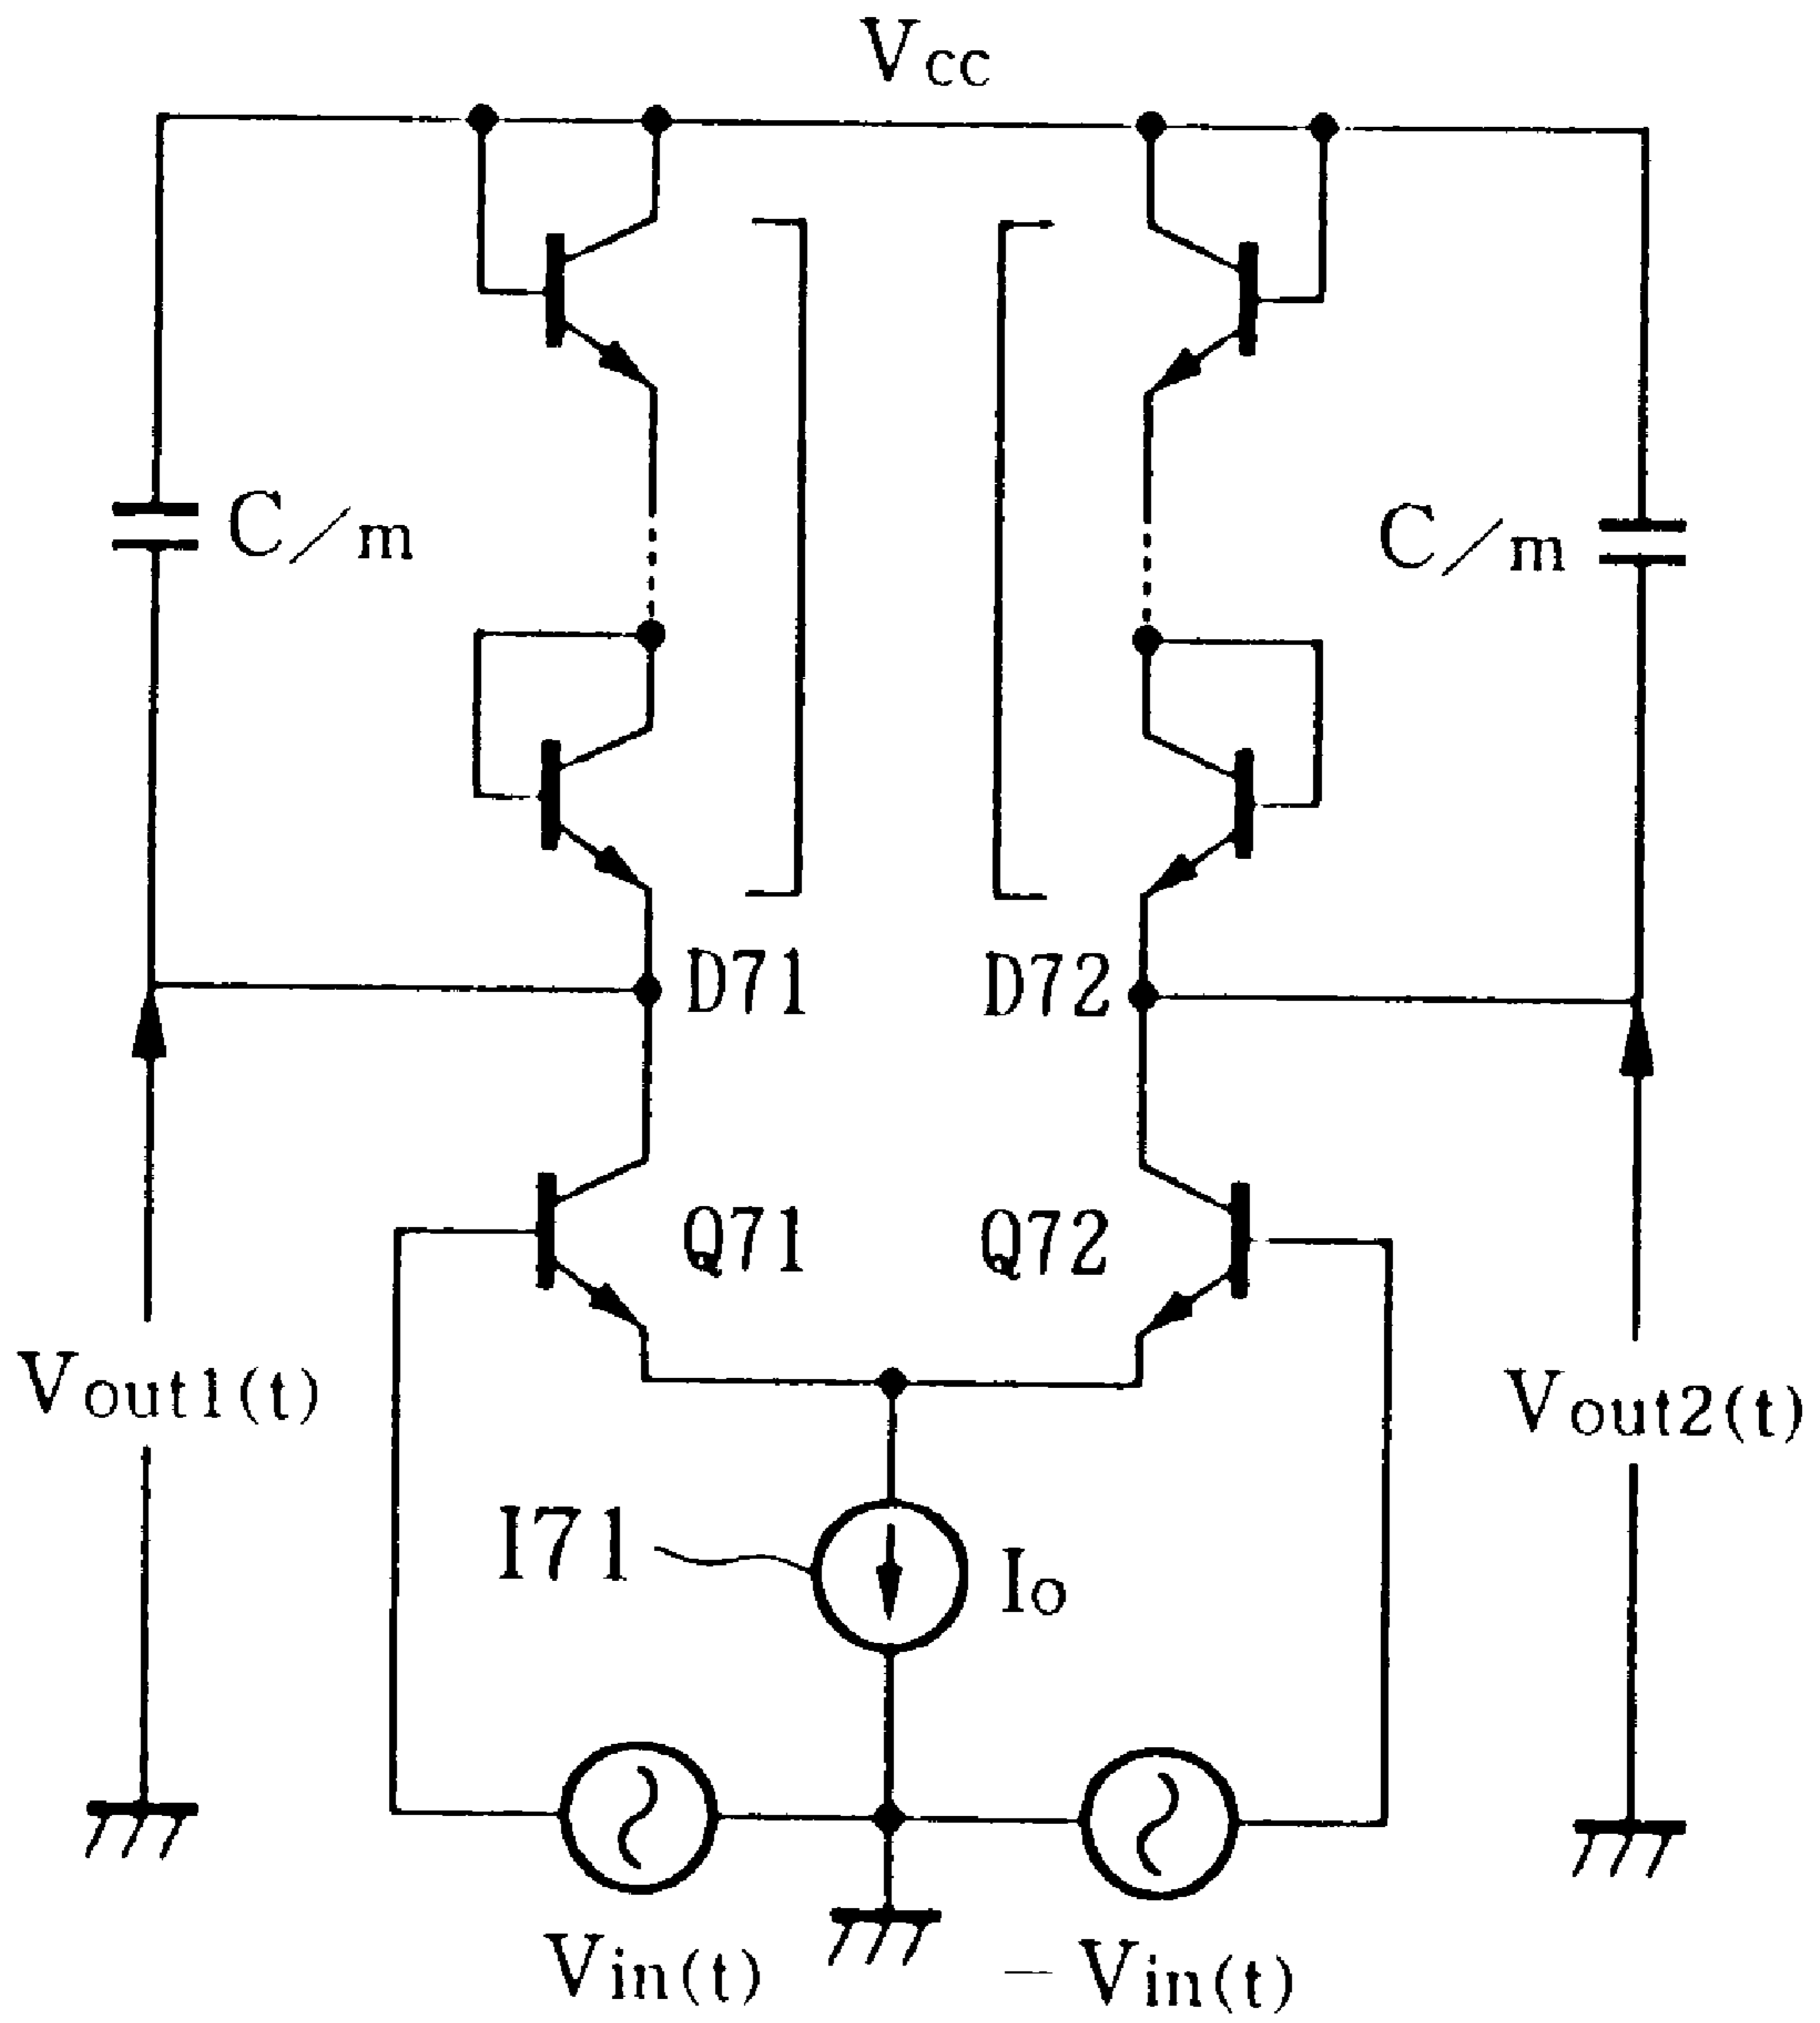 Vcc
C/m
C/m
D71
D72
Q71
Q72
Vout1(t)
Vout2(t)
I71
Io
Vin(t)
−Vin(t)